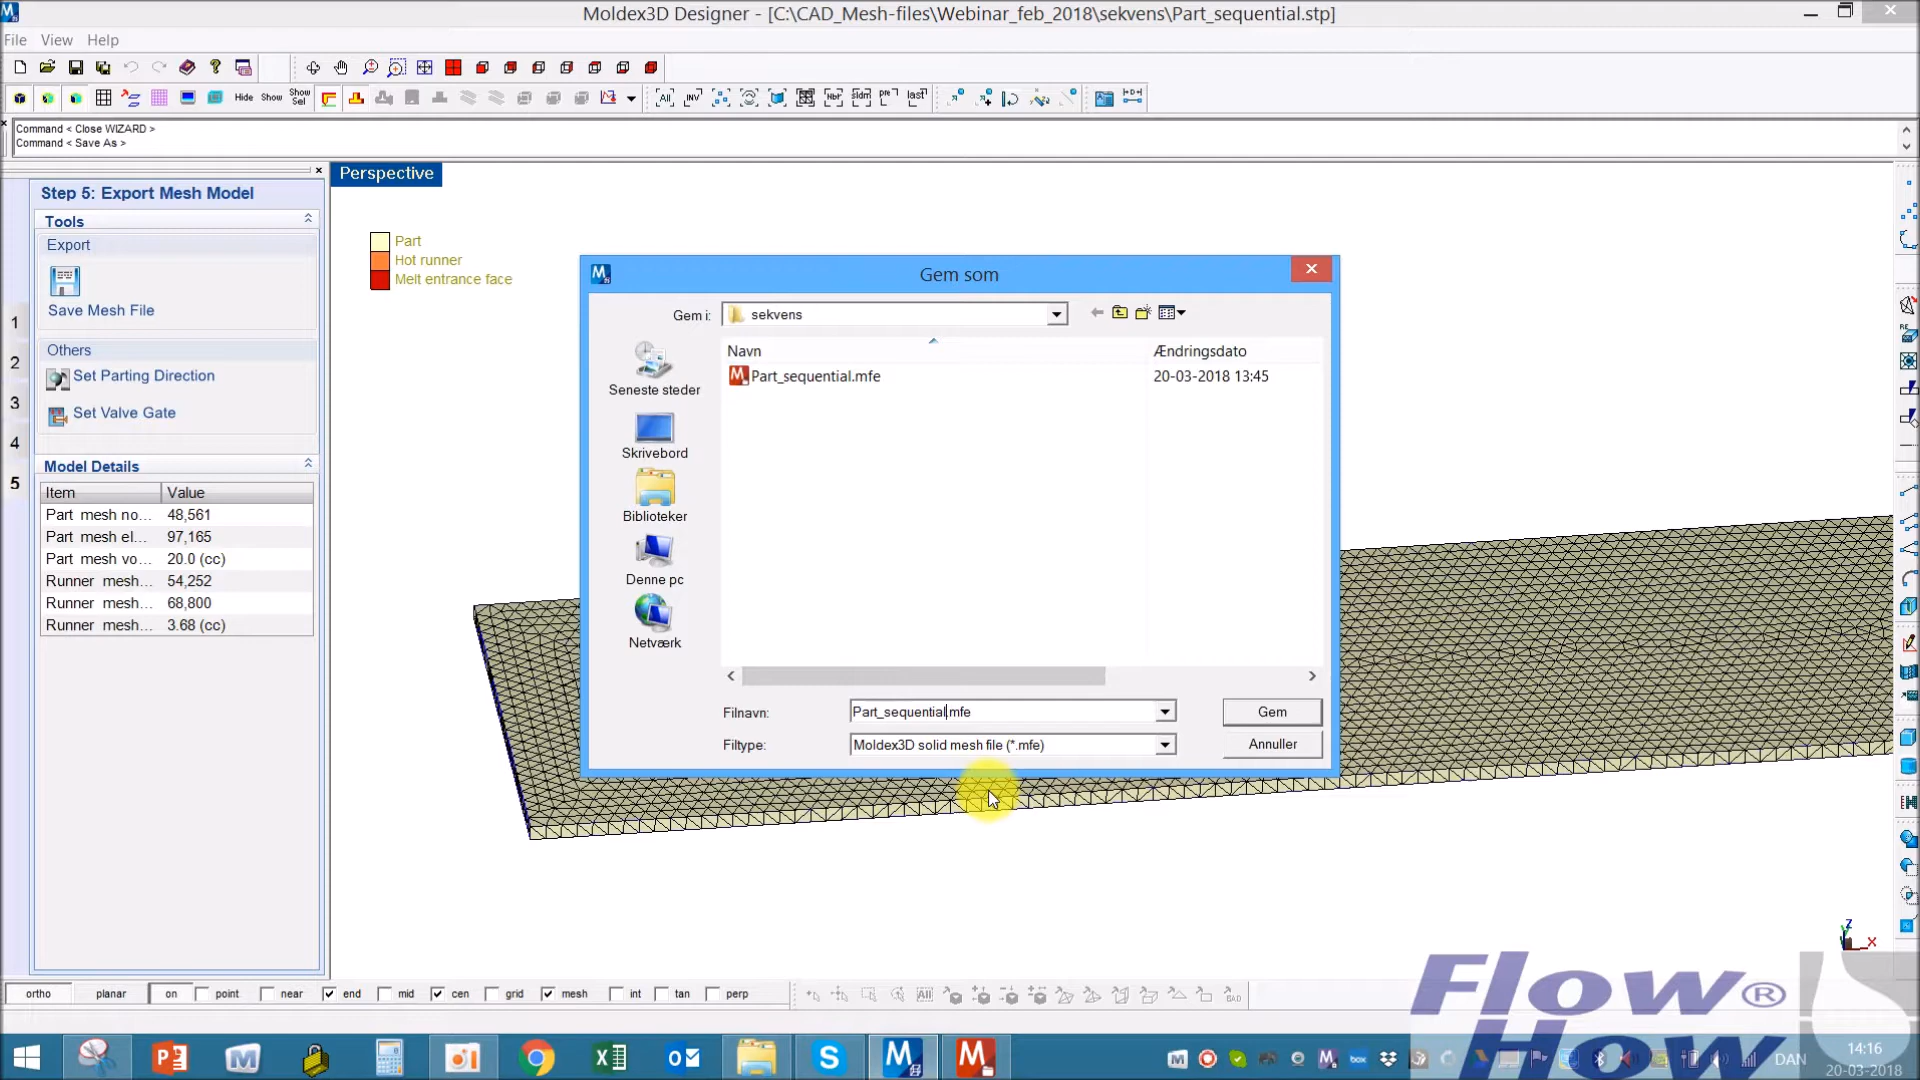 Moldex3D Designer - [C:\CAD_Mesh-files\Webinar_feb_2018\sekvens\Part_sequential.stp]
File View Help
Hide Show Show Sel
All INV
last
Command < Close WIZARD >
Command < Save As >
Step 5: Export Mesh Model
Tools
Export
Save Mesh File
Others
Set Parting Direction
Set Valve Gate
Model Details
Item Value
Part mesh no... 48,561
Part mesh el... 97,165
Part mesh vo... 20.0 (cc)
Runner mesh... 54,252
Runner mesh... 68,800
Runner mesh... 3.68 (cc)
1
2
3
4
5
Perspective
Part
Hot runner
Melt entrance face
Gem som
Gem i: sekvens
Navn Ændringsdato
Part_sequential.mfe 20-03-2018 13:45
Seneste steder
Skrivebord
Biblioteker
Denne pc
Netværk
Filnavn: Part_sequential.mfe Gem
Filtype: Moldex3D solid mesh file (*.mfe) Annuller
Z
X
ortho planar on point near end mid cen grid mesh int tan perp
All
Flow®
How
DAN
14:16
20-03-2018